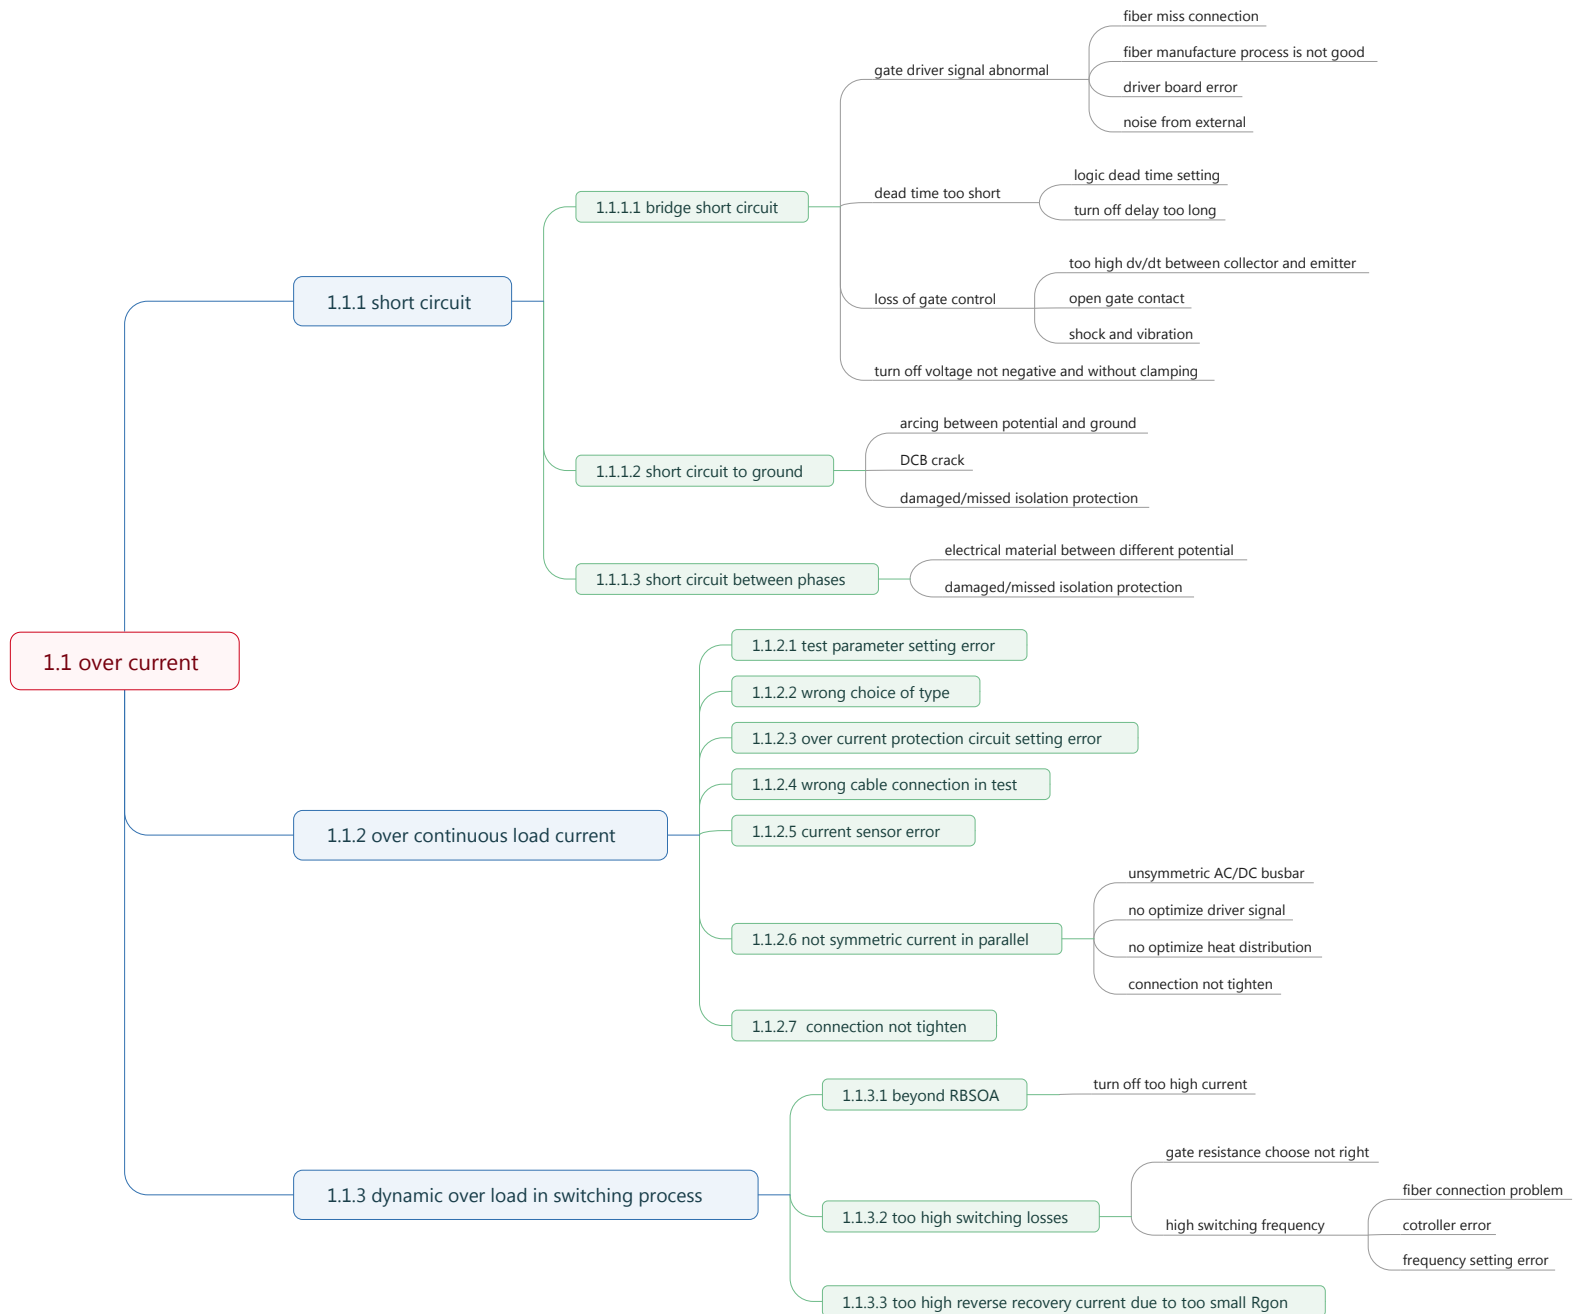 1.1 over current
1.1.1 short circuit
1.1.1.1 bridge short circuit
gate driver signal abnormal
fiber miss connection
fiber manufacture process is not good
driver board error
noise from external
dead time too short
logic dead time setting
turn off delay too long
loss of gate control
too high dv/dt between collector and emitter
open gate contact
shock and vibration
turn off voltage not negative and without clamping
1.1.1.2 short circuit to ground
arcing between potential and ground
DCB crack
damaged/missed isolation protection
1.1.1.3 short circuit between phases
electrical material between different potential
damaged/missed isolation protection
1.1.2 over continuous load current
1.1.2.1 test parameter setting error
1.1.2.2 wrong choice of type
1.1.2.3 over current protection circuit setting error
1.1.2.4 wrong cable connection in test
1.1.2.5 current sensor error
1.1.2.6 not symmetric current in parallel
unsymmetric AC/DC busbar
no optimize driver signal
no optimize heat distribution
connection not tighten
1.1.2.7 connection not tighten
1.1.3 dynamic over load in switching process
1.1.3.1 beyond RBSOA
turn off too high current
1.1.3.2 too high switching losses
gate resistance choose not right
high switching frequency
fiber connection problem
cotroller error
frequency setting error
1.1.3.3 too high reverse recovery current due to too small Rgon